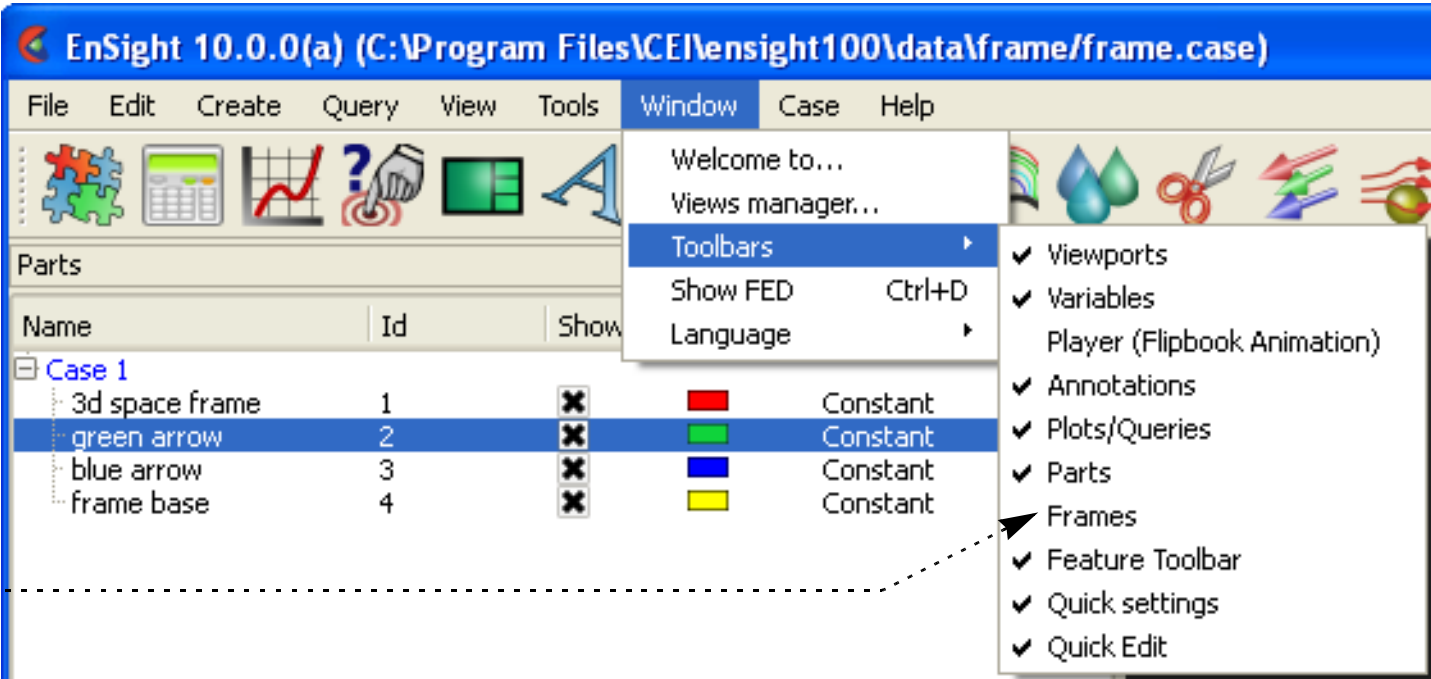 EnSight 10.0.0(a) (C:\Program Files\CEI\ensight100\data\frame/frame.case)
File Edit Create Query View Tools Window Case Help
Welcome to...
Views manager...
Toolbars
Show FED Ctrl+D
Language
Viewports
Variables
Player (Flipbook Animation)
Annotations
Plots/Queries
Parts
Frames
Feature Toolbar
Quick settings
Quick Edit
Parts
Name Id Show
Case 1
3d space frame 1 Constant
green arrow 2 Constant
blue arrow 3 Constant
frame base 4 Constant